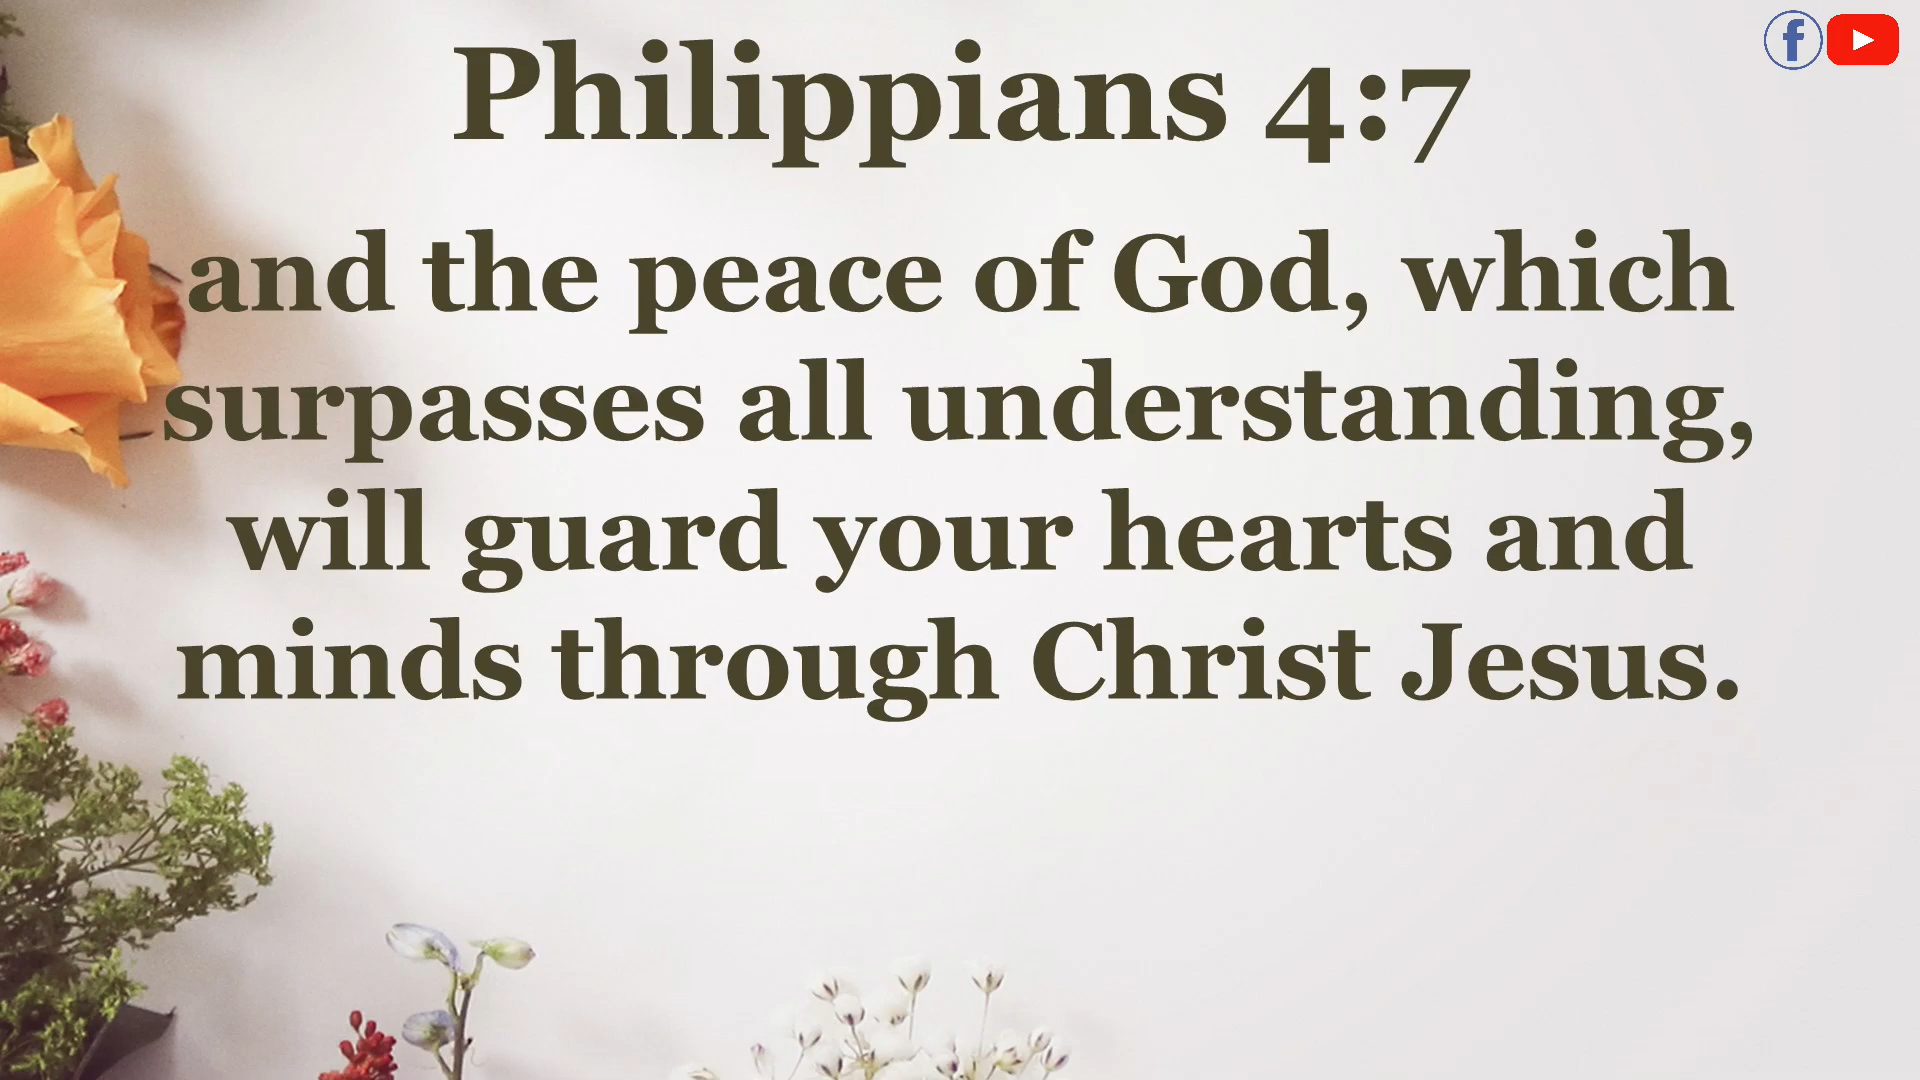 Philippians 4:7
and the peace of God, which
surpasses all understanding,
will guard your hearts and
minds through Christ Jesus.